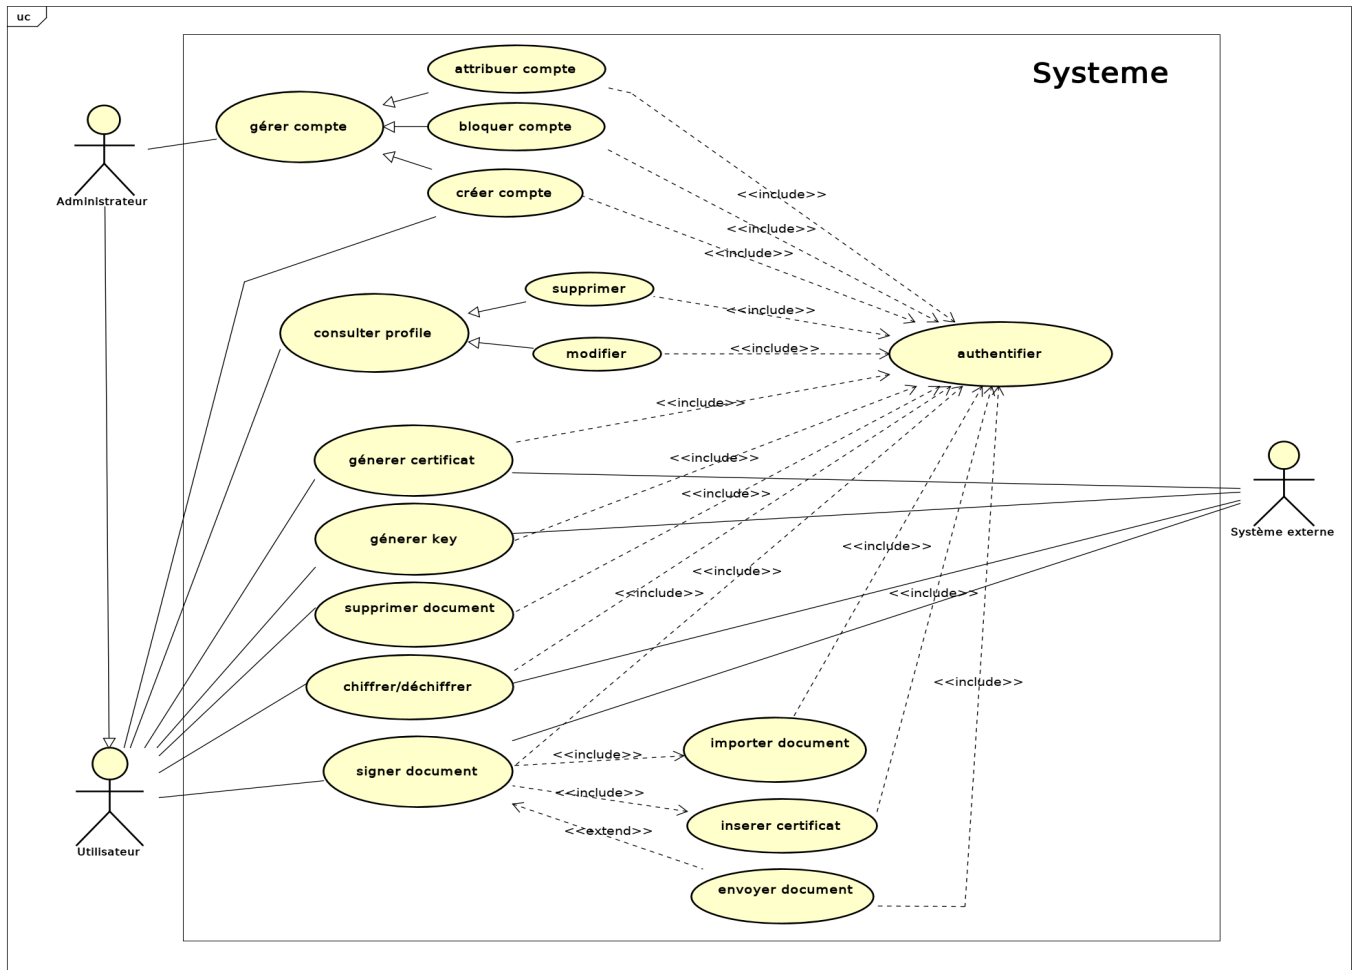 uc
Systeme
attribuer compte
gérer compte
bloquer compte
créer compte
Administrateur
<<include>>
<<include>>
<<include>>
supprimer
<<include>>
consulter profile
modifier
<<include>>
authentifier
<<include>>
génerer certificat
<<include>>
<<include>>
Système externe
génerer key
<<include>>
<<include>>
<<include>>
<<include>>
supprimer document
chiffrer/déchiffrer
<<include>>
importer document
<<include>>
signer document
<<include>>
inserer certificat
<<extend>>
Utilisateur
envoyer document